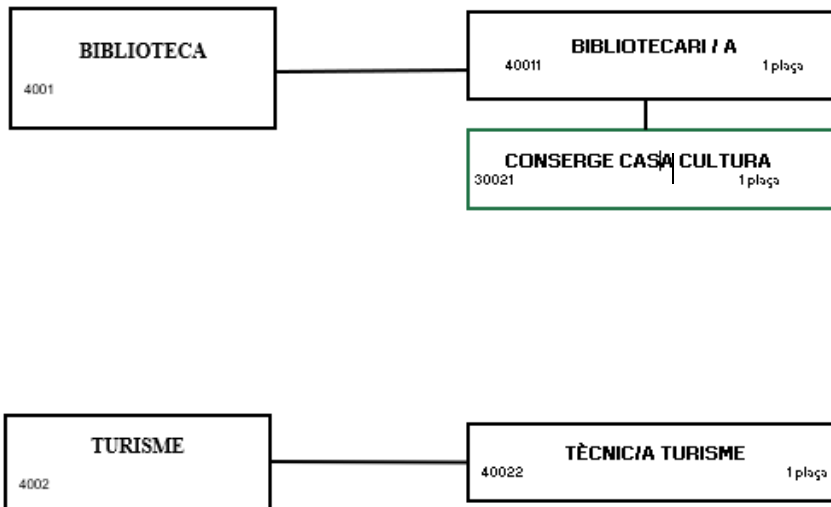 BIBLIOTECA
4001
BIBLIOTECARI / A
40011 1 plaça
CONSERGE CASA CULTURA
30021 1 plaça
TURISME
4002
TÈCNIC/A TURISME
40022 1 plaça